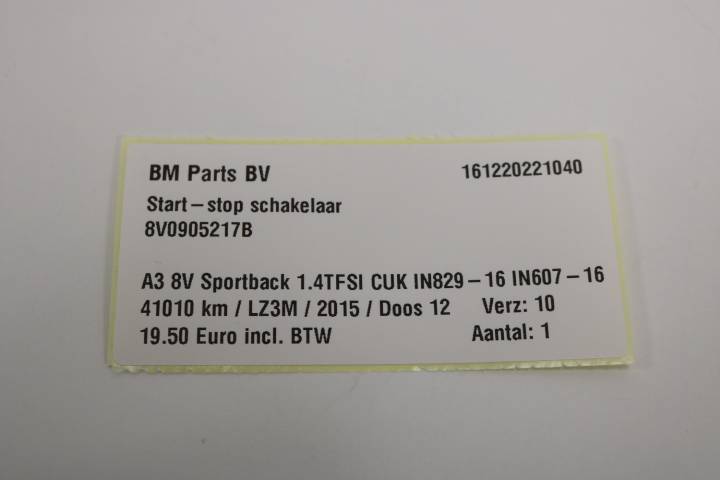 BM Parts BV 161220221040
Start-stop schakelaar
8V0905217B
A3 8V Sportback 1.4TFSI CUK IN829-16 IN607-16
41010 km / LZ3M / 2015 / Doos 12 Verz: 10
19.50 Euro incl. BTW Aantal: 1